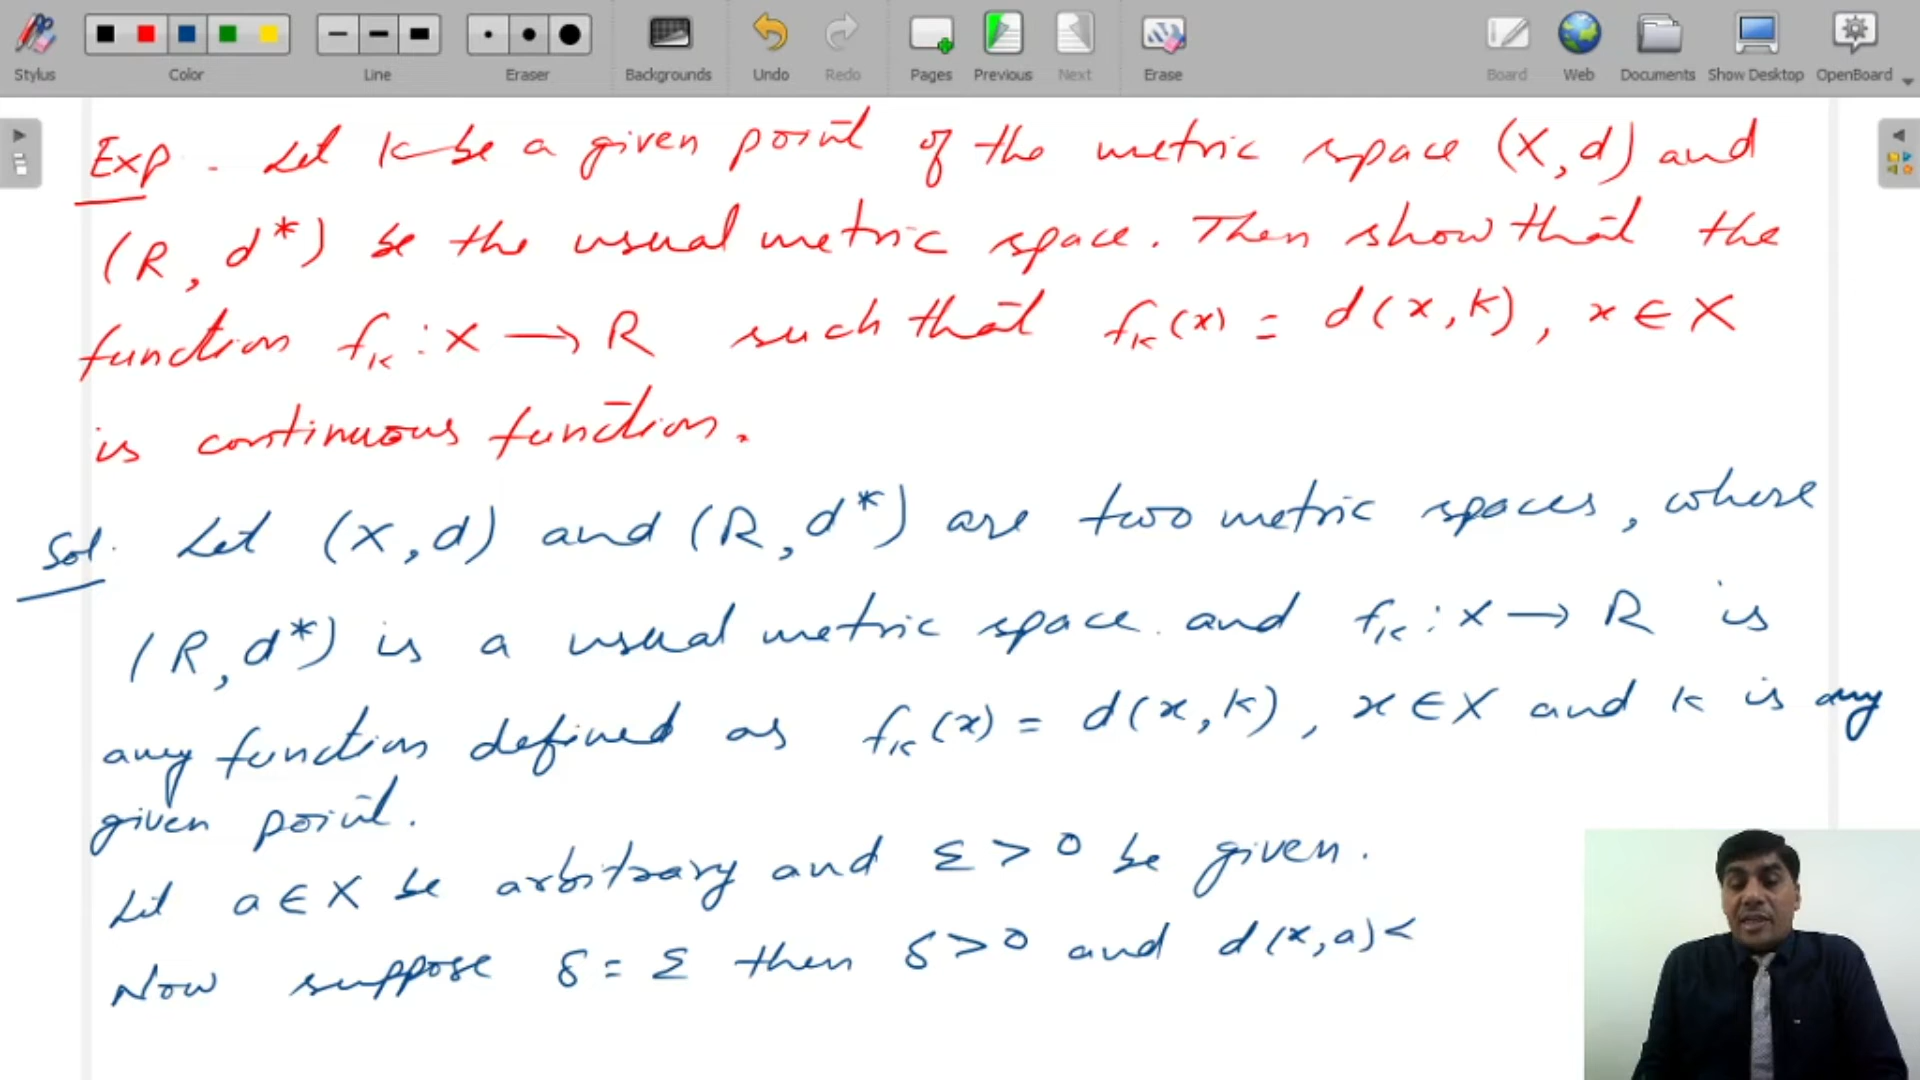 Stylus Color Line Eraser Backgrounds Undo Redo Pages Previous Next Erase Board Web Documents Show Desktop OpenBoard
Exp. Let k be a given point of the metric space (X, d) and
(R, d*) be the usual metric space. Then show that the
function fₖ : X → R such that fₖ(x) = d(x, k), x ∈ X
is continuous function.
Sol. Let (X, d) and (R, d*) are two metric spaces, where
(R, d*) is a usual metric space. and fₖ : X → R is
any function defined as fₖ(x) = d(x, k), x ∈ X and k is any
given point.
Let a ∈ X be arbitrary and Σ > 0 be given.
Now suppose δ = Σ then δ > 0 and d(x, a) <